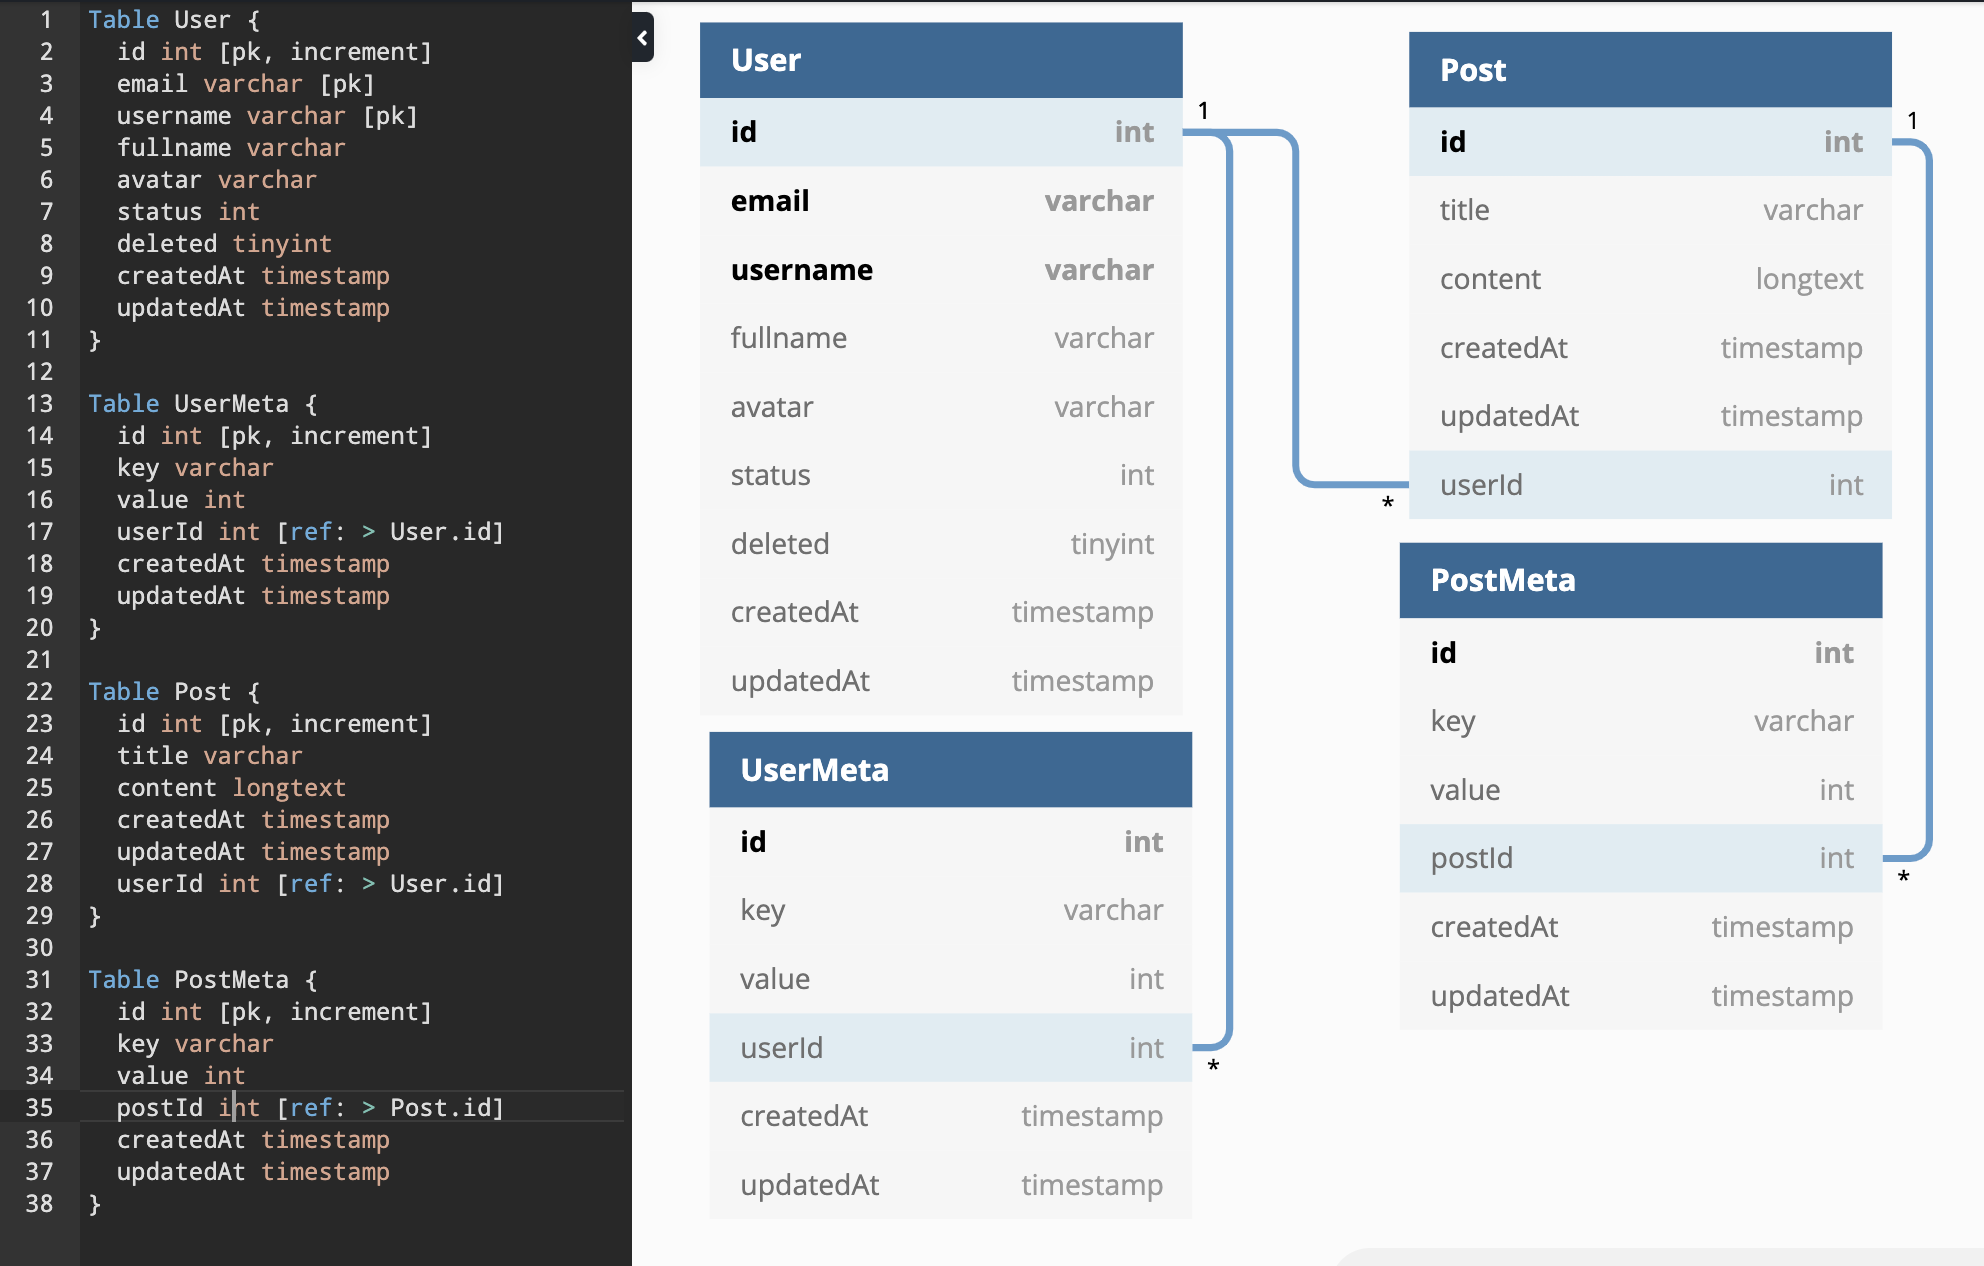 1 Table User {
2 id int [pk, increment]
3 email varchar [pk]
4 username varchar [pk]
5 fullname varchar
6 avatar varchar
7 status int
8 deleted tinyint
9 createdAt timestamp
10 updatedAt timestamp
11 }
12
13 Table UserMeta {
14 id int [pk, increment]
15 key varchar
16 value int
17 userId int [ref: > User.id]
18 createdAt timestamp
19 updatedAt timestamp
20 }
21
22 Table Post {
23 id int [pk, increment]
24 title varchar
25 content longtext
26 createdAt timestamp
27 updatedAt timestamp
28 userId int [ref: > User.id]
29 }
30
31 Table PostMeta {
32 id int [pk, increment]
33 key varchar
34 value int
35 postId int [ref: > Post.id]
36 createdAt timestamp
37 updatedAt timestamp
38 }
User
1
id int
email varchar
username varchar
fullname varchar
avatar varchar
status int
deleted tinyint
createdAt timestamp
updatedAt timestamp
UserMeta
id int
key varchar
value int
userId int
*
createdAt timestamp
updatedAt timestamp
Post
1
id int
title varchar
content longtext
createdAt timestamp
updatedAt timestamp
userId int
*
PostMeta
id int
key varchar
value int
postId int
*
createdAt timestamp
updatedAt timestamp